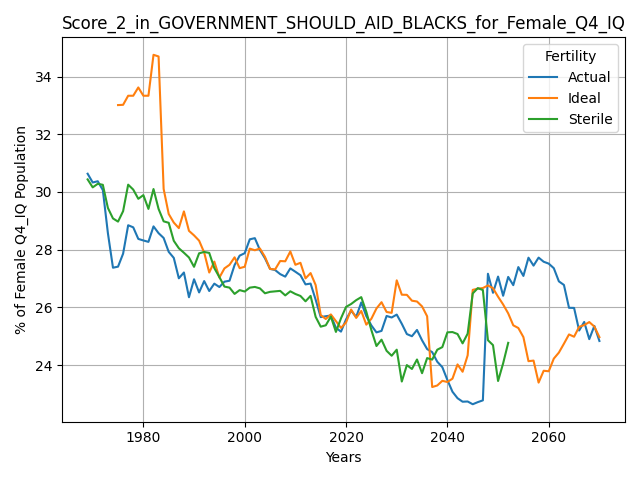 Score_2_in_GOVERNMENT_SHOULD_AID_BLACKS_for_Female_Q4_IQ
Fertility
Actual
Ideal
Sterile
% of Female Q4_IQ Population
34
32
30
28
26
24
1980
2000
2020
2040
2060
Years